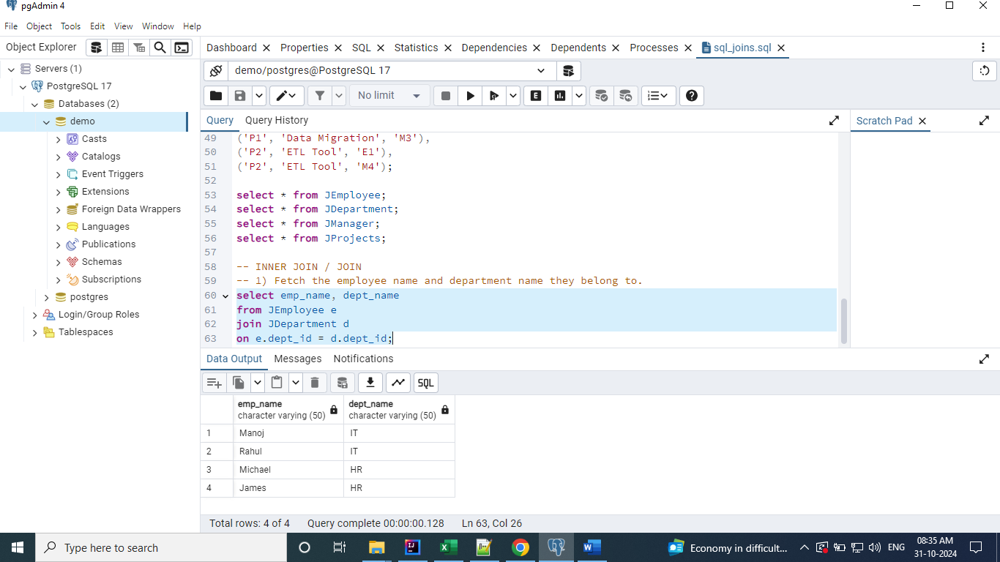 pgAdmin 4
File Object Tools Edit View Window Help
Object Explorer
Dashboard Properties SQL Statistics Dependencies Dependents Processes sql_joins.sql
Servers (1)
PostgreSQL 17
Databases (2)
demo
Casts
Catalogs
Event Triggers
Extensions
Foreign Data Wrappers
Languages
Publications
Schemas
Subscriptions
postgres
Login/Group Roles
Tablespaces
demo/postgres@PostgreSQL 17
No limit
E
Query Query History
Scratch Pad
49 ('P1', 'Data Migration', 'M3'),
50 ('P2', 'ETL Tool', 'E1'),
51 ('P2', 'ETL Tool', 'M4');
52
53 select * from JEmployee;
54 select * from JDepartment;
55 select * from JManager;
56 select * from JProjects;
57
58 -- INNER JOIN / JOIN
59 -- 1) Fetch the employee name and department name they belong to.
60 select emp_name, dept_name
61 from JEmployee e
62 join JDepartment d
63 on e.dept_id = d.dept_id;
Data Output Messages Notifications
SQL
emp_name dept_name
character varying (50) character varying (50)
1 Manoj IT
2 Rahul IT
3 Michael HR
4 James HR
Total rows: 4 of 4 Query complete 00:00:00.128 Ln 63, Col 26
Type here to search
Economy in difficult...
ENG
08:35 AM
31-10-2024